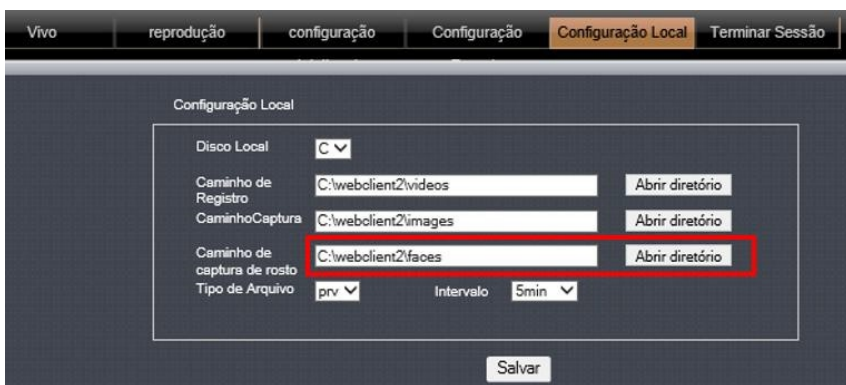 Vivo reprodução configuração Configuração Configuração Local Terminar Sessão
Configuração Local
Disco Local C
Caminho de
Registro
C:\webclient2\videos Abrir diretório
CaminhoCaptura C:\webclient2\images Abrir diretório
Caminho de
captura de rosto
C:\webclient2\faces Abrir diretório
Tipo de Arquivo prv Intervalo 5min
Salvar